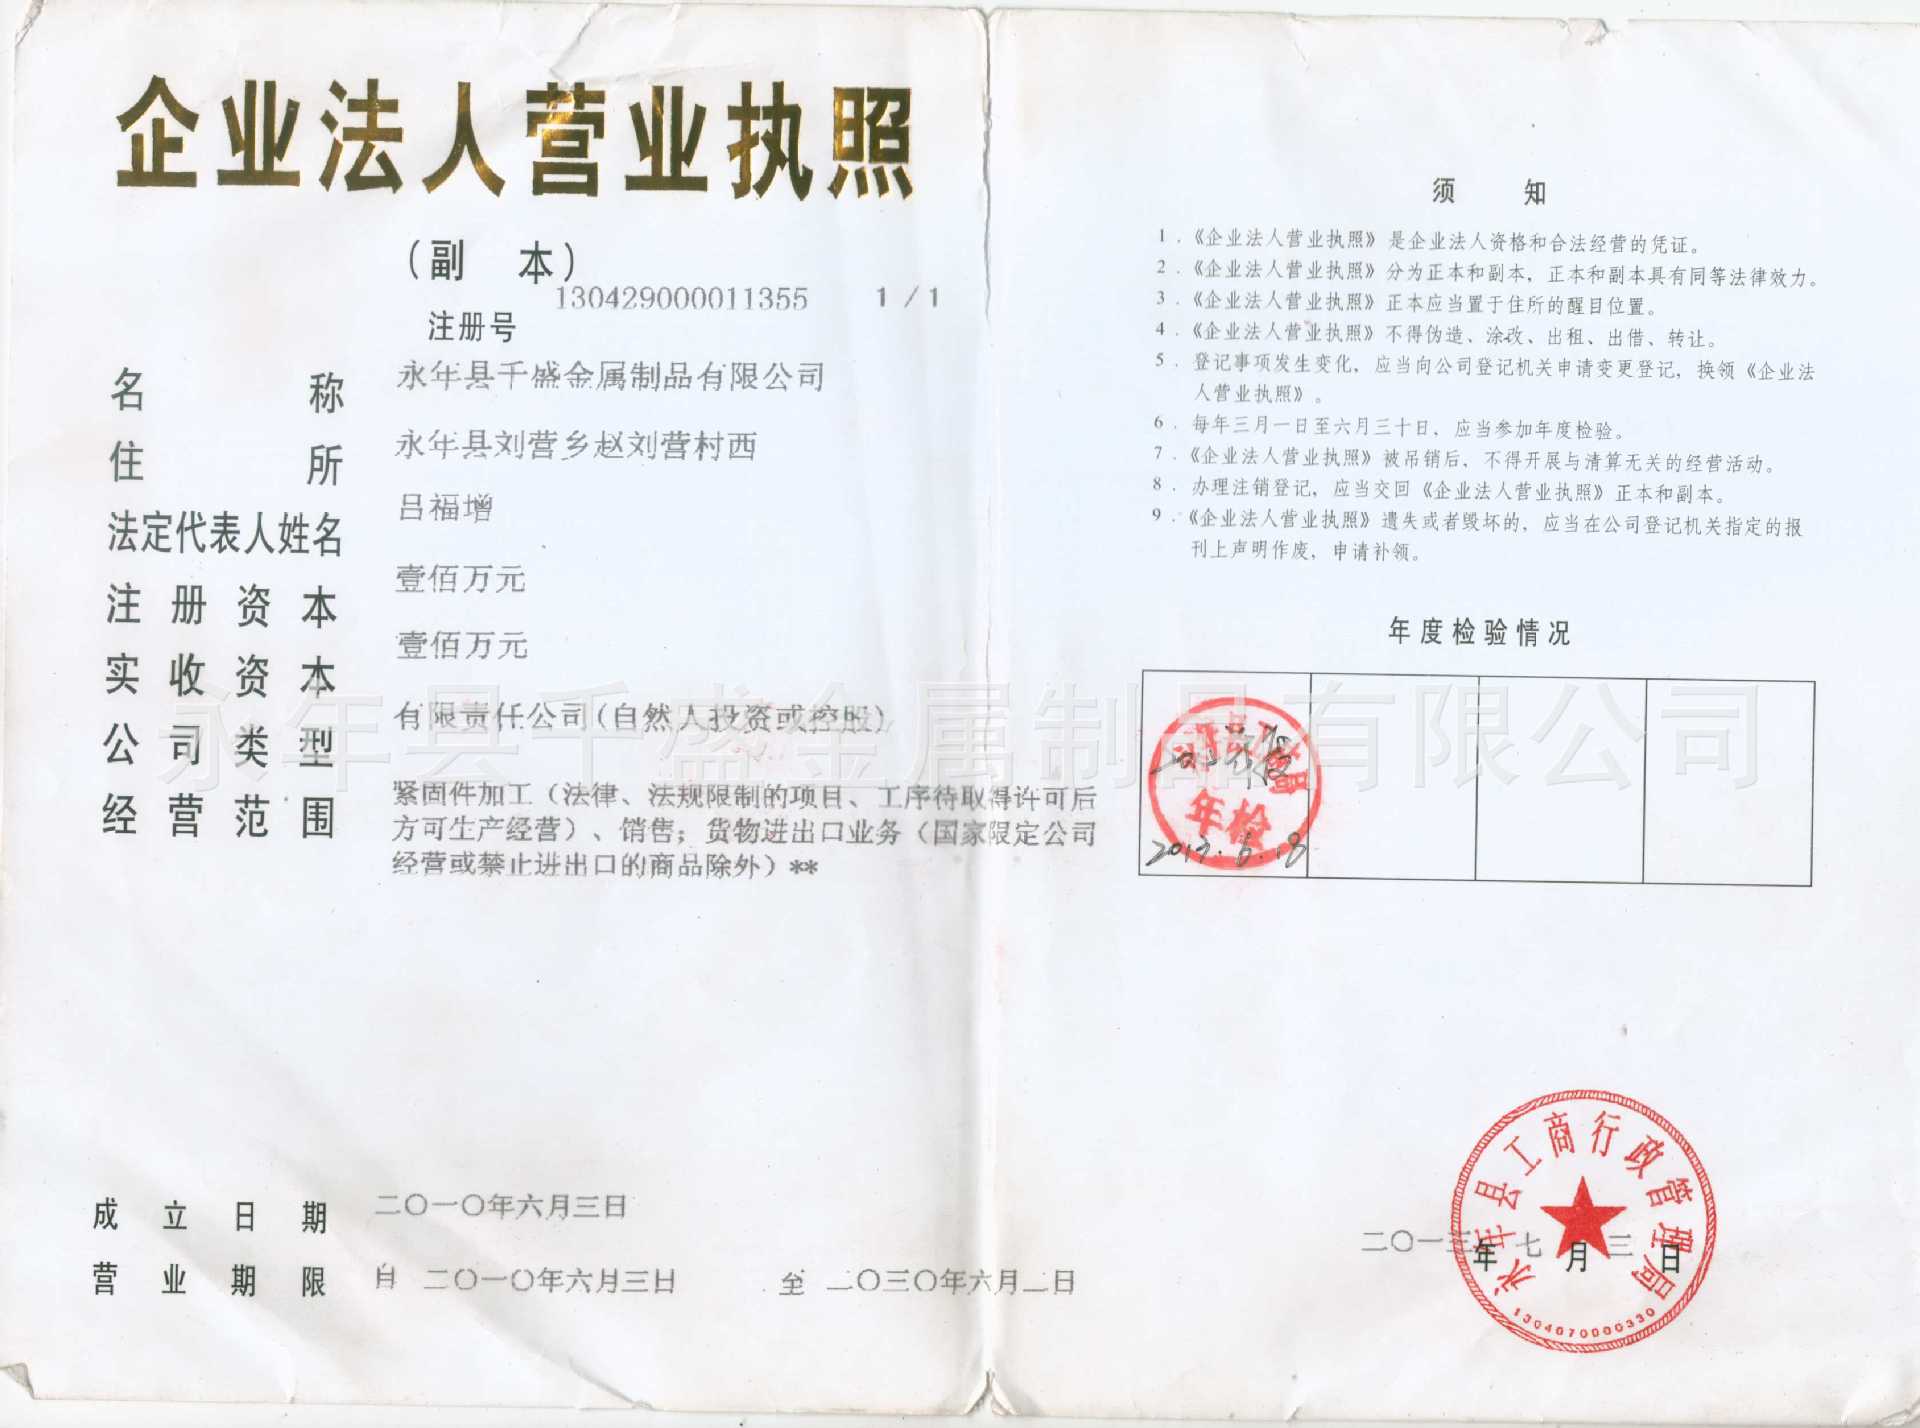 企业法人营业执照
（副 本）
注册号 130429000011355 1/1
名称 永年县千盛金属制品有限公司
住所 永年县刘营乡赵刘营村西
法定代表人姓名 吕福增
注册资本 壹佰万元
实收资本 壹佰万元
公司类型 有限责任公司(自然人投资或控股)
经营范围 紧固件加工（法律、法规限制的项目、工序待取得许可后
方可生产经营）、销售；货物进出口业务（国家限定公司
经营或禁止进出口的商品除外）**
成立日期 二〇一〇年六月三日
营业期限 自 二〇一〇年六月三日 至 二〇三〇年六月二日
须 知
1．《企业法人营业执照》是企业法人资格和合法经营的凭证。
2．《企业法人营业执照》分为正本和副本，正本和副本具有同等法律效力。
3．《企业法人营业执照》正本应当置于住所的醒目位置。
4．《企业法人营业执照》不得伪造、涂改、出租、出借、转让。
5．登记事项发生变化，应当向公司登记机关申请变更登记，换领《企业法
人营业执照》。
6．每年三月一日至六月三十日，应当参加年度检验。
7．《企业法人营业执照》被吊销后，不得开展与清算无关的经营活动。
8．办理注销登记，应当交回《企业法人营业执照》正本和副本。
9．《企业法人营业执照》遗失或者毁坏的，应当在公司登记机关指定的报
刊上声明作废，申请补领。
年度检验情况
年检
2013.6.18
永年县千盛金属制品有限公司
永年县工商行政管理局
二〇一三年七月三日
1304070000330